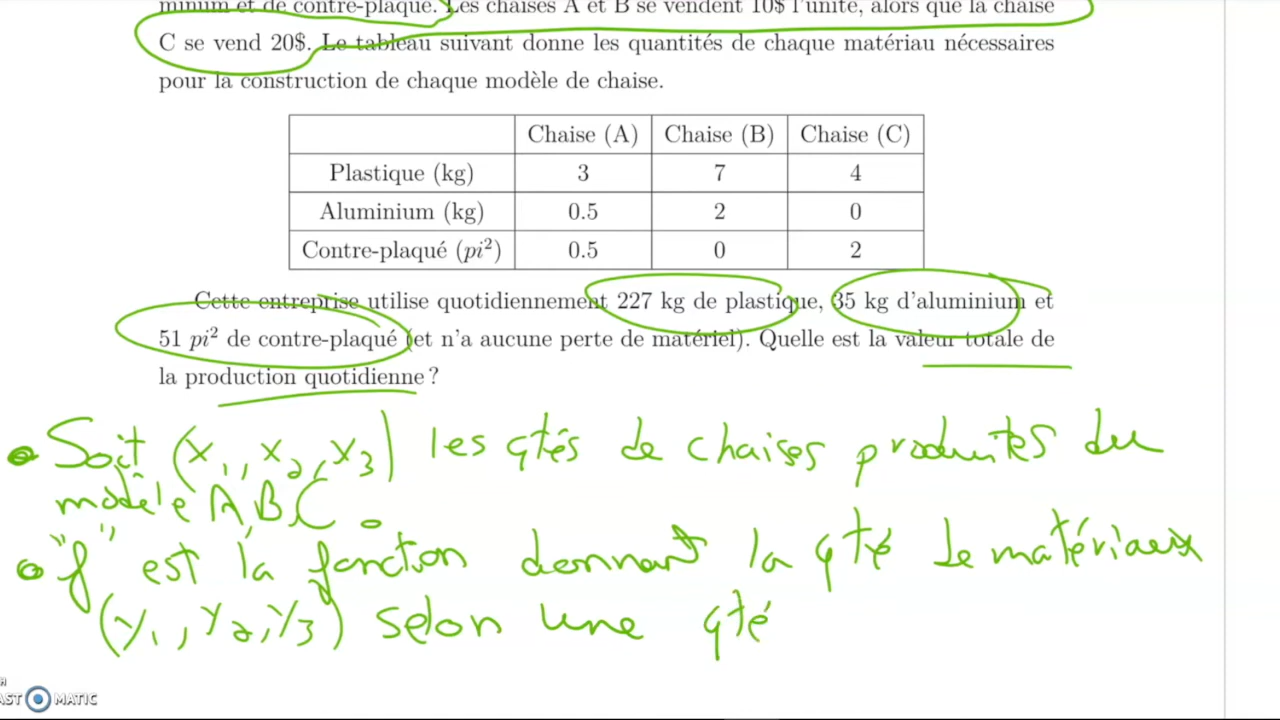 minum et de contre-plaqué. Les chaises A et B se vendent 10$ l'unité, alors que la chaise
C se vend 20$. Le tableau suivant donne les quantités de chaque matériau nécessaires
pour la construction de chaque modèle de chaise.
Chaise (A) Chaise (B) Chaise (C)
Plastique (kg) 3 7 4
Aluminium (kg) 0.5 2 0
Contre-plaqué (pi²) 0.5 0 2
Cette entreprise utilise quotidiennement 227 kg de plastique, 35 kg d'aluminium et
51 pi² de contre-plaqué (et n'a aucune perte de matériel). Quelle est la valeur totale de
la production quotidienne ?
• Soit (x₁, x₂, x₃) les qtés de chaises produites du
modèle A, B, C.
• "f" est la fonction donnant la qté de matériaux
(y₁, y₂, y₃) selon une qté
AST MATIC